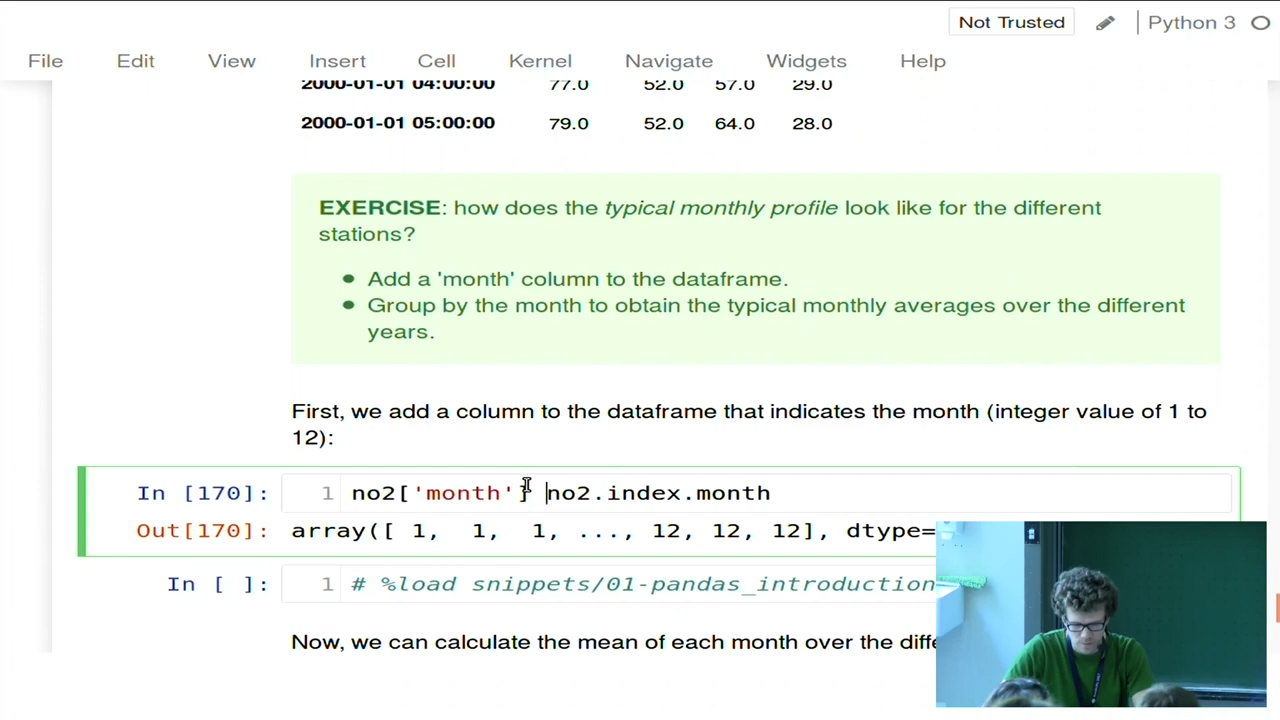 Not Trusted
Python 3
File Edit View Insert Cell Kernel Navigate Widgets Help
2000-01-01 04:00:00 77.0 52.0 57.0 29.0
2000-01-01 05:00:00 79.0 52.0 64.0 28.0
EXERCISE: how does the typical monthly profile look like for the different
stations?
Add a 'month' column to the dataframe.
Group by the month to obtain the typical monthly averages over the different
years.
First, we add a column to the dataframe that indicates the month (integer value of 1 to
12):
In [170]: 1 no2['month'] no2.index.month
Out[170]: array([ 1, 1, 1, ..., 12, 12, 12], dtype=
In [ ]: 1 # %load snippets/01-pandas_introduction
Now, we can calculate the mean of each month over the